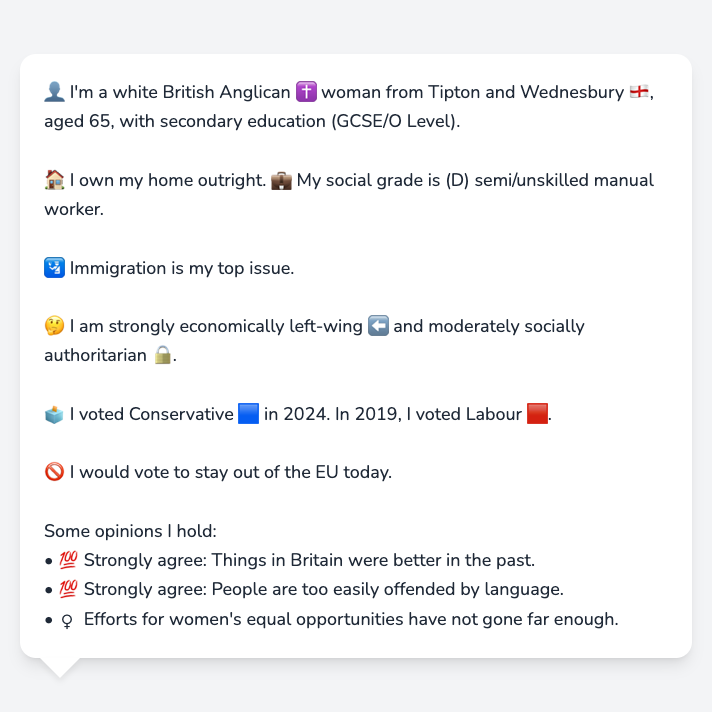 👤 I'm a white British Anglican ✝️ woman from Tipton and Wednesbury 🏴󠁧󠁢󠁥󠁮󠁧󠁿,
aged 65, with secondary education (GCSE/O Level).
🏠 I own my home outright. 💼 My social grade is (D) semi/unskilled manual
worker.
🛂 Immigration is my top issue.
🤔 I am strongly economically left-wing ⬅️ and moderately socially
authoritarian 🔒.
🗳️ I voted Conservative 🟦 in 2024. In 2019, I voted Labour 🟥.
🚫 I would vote to stay out of the EU today.
Some opinions I hold:
• 💯 Strongly agree: Things in Britain were better in the past.
• 💯 Strongly agree: People are too easily offended by language.
• ♀ Efforts for women's equal opportunities have not gone far enough.